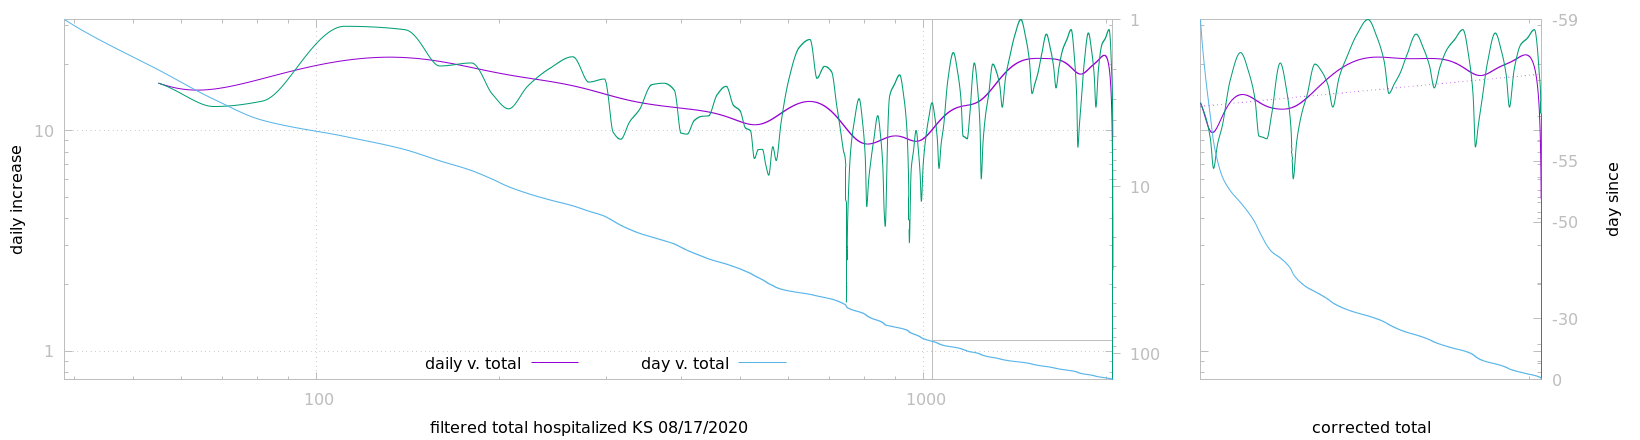 daily increase
10
1
daily v. total
day v. total
100
1000
1
10
100
filtered total hospitalized KS 08/17/2020
-59
-55
-50
-30
0
day since
corrected total